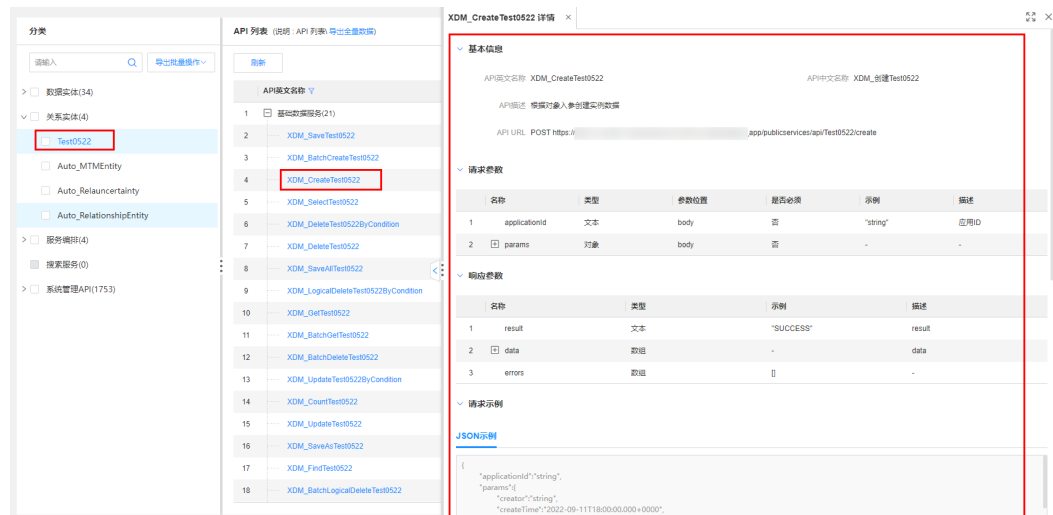 分类
请输入
导出批量操作
数据实体(34)
关系实体(4)
Test0522
Auto_MTMEntity
Auto_Relauncertainty
Auto_RelationshipEntity
服务编排(4)
搜索服务(0)
系统管理API(1753)
API 列表 (说明 : API 列表\ 导出全量数据)
刷新
API英文名称
1 基础数据服务(21)
2 XDM_SaveTest0522
3 XDM_BatchCreateTest0522
4 XDM_CreateTest0522
5 XDM_SelectTest0522
6 XDM_DeleteTest0522ByCondition
7 XDM_DeleteTest0522
8 XDM_SaveAllTest0522
9 XDM_LogicalDeleteTest0522ByCondition
10 XDM_GetTest0522
11 XDM_BatchGetTest0522
12 XDM_BatchDeleteTest0522
13 XDM_UpdateTest0522ByCondition
14 XDM_CountTest0522
15 XDM_UpdateTest0522
16 XDM_SaveAsTest0522
17 XDM_FindTest0522
18 XDM_BatchLogicalDeleteTest0522
XDM_CreateTest0522 详情 ×
基本信息
API英文名称 XDM_CreateTest0522 API中文名称 XDM_创建Test0522
API描述 根据对象入参创建实例数据
API URL POST https:// .app/publicservices/api/Test0522/create
请求参数
名称 类型 参数位置 是否必须 示例 描述
1 applicationId 文本 body 否 "string" 应用ID
2 params 对象 body 否 - -
响应参数
名称 类型 示例 描述
1 result 文本 "SUCCESS" result
2 data 数组 - data
3 errors 数组 [] -
请求示例
JSON示例
{
"applicationId":"string",
"params":{
"creator":"string",
"createTime":"2022-09-11T18:00:00.000+0000",